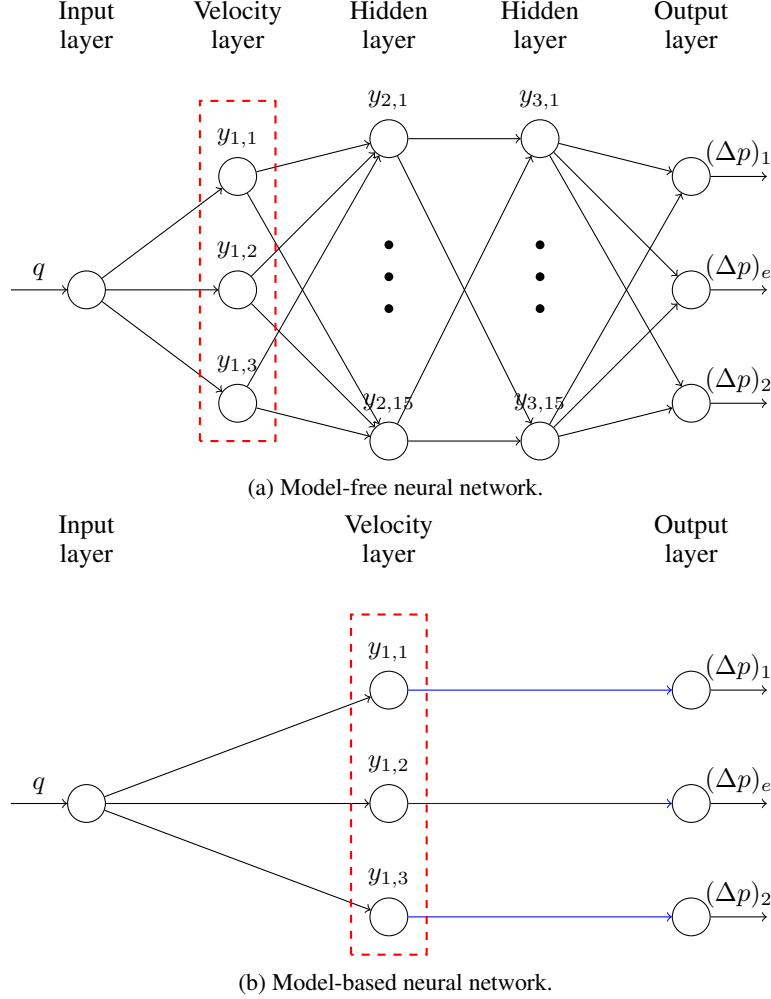 Input layer
Velocity layer
Hidden layer
Hidden layer
Output layer
q
y_{1,1}
y_{1,2}
y_{1,3}
y_{2,1}
y_{2,15}
y_{3,1}
y_{3,15}
(Δp)_1
(Δp)_e
(Δp)_2
(a) Model-free neural network.
Input layer
Velocity layer
Output layer
q
y_{1,1}
y_{1,2}
y_{1,3}
(Δp)_1
(Δp)_e
(Δp)_2
(b) Model-based neural network.